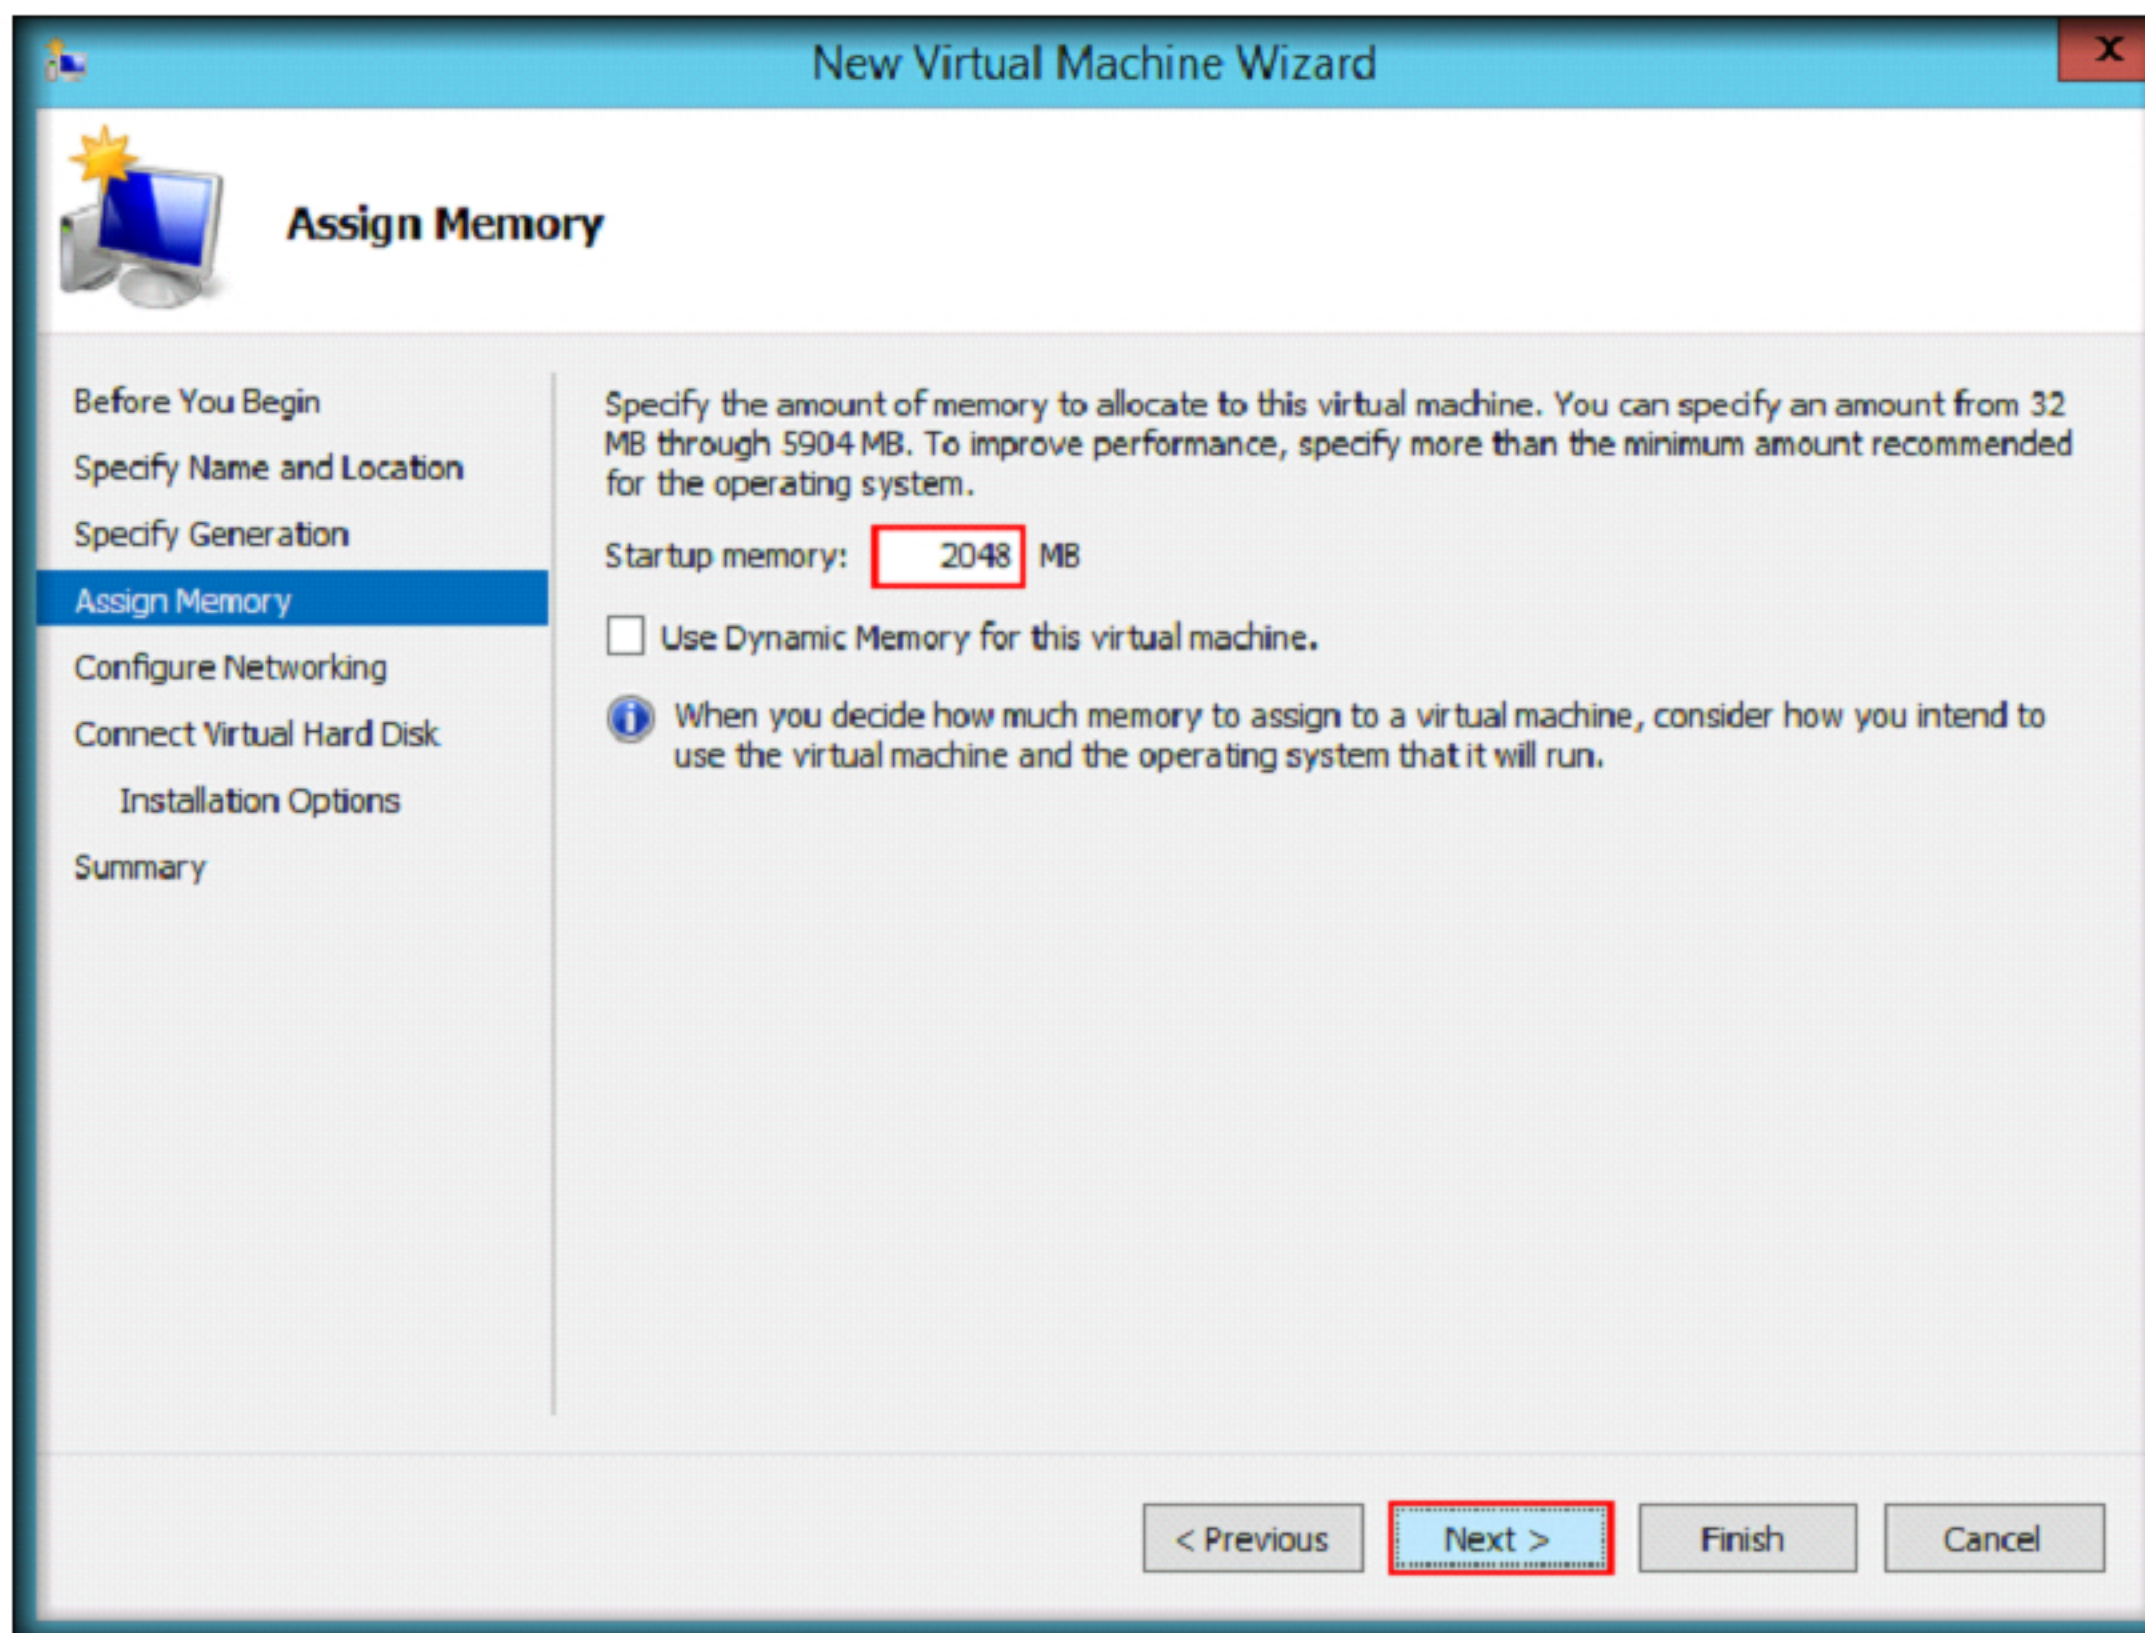 New Virtual Machine Wizard
x
Assign Memory
Before You Begin
Specify Name and Location
Specify Generation
Assign Memory
Configure Networking
Connect Virtual Hard Disk
Installation Options
Summary
Specify the amount of memory to allocate to this virtual machine. You can specify an amount from 32
MB through 5904 MB. To improve performance, specify more than the minimum amount recommended
for the operating system.
Startup memory: 2048 MB
Use Dynamic Memory for this virtual machine.
When you decide how much memory to assign to a virtual machine, consider how you intend to
use the virtual machine and the operating system that it will run.
< Previous Next > Finish Cancel